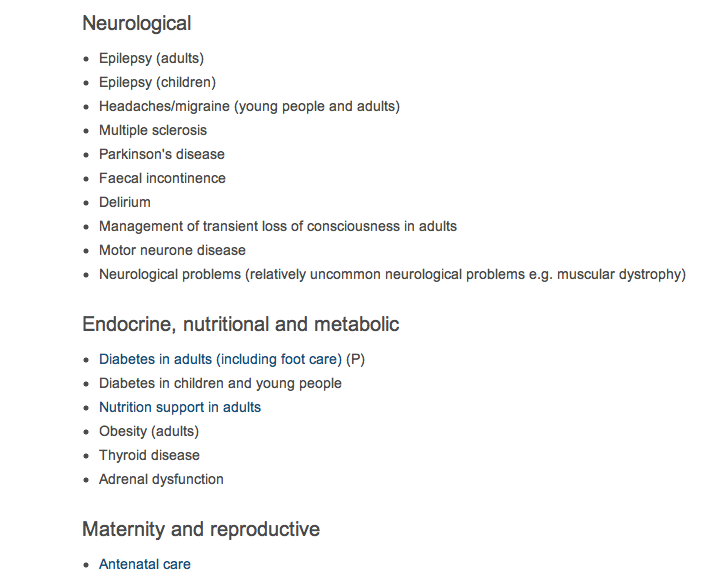 Neurological
• Epilepsy (adults)
• Epilepsy (children)
• Headaches/migraine (young people and adults)
• Multiple sclerosis
• Parkinson's disease
• Faecal incontinence
• Delirium
• Management of transient loss of consciousness in adults
• Motor neurone disease
• Neurological problems (relatively uncommon neurological problems e.g. muscular dystrophy)
Endocrine, nutritional and metabolic
• Diabetes in adults (including foot care) (P)
• Diabetes in children and young people
• Nutrition support in adults
• Obesity (adults)
• Thyroid disease
• Adrenal dysfunction
Maternity and reproductive
• Antenatal care